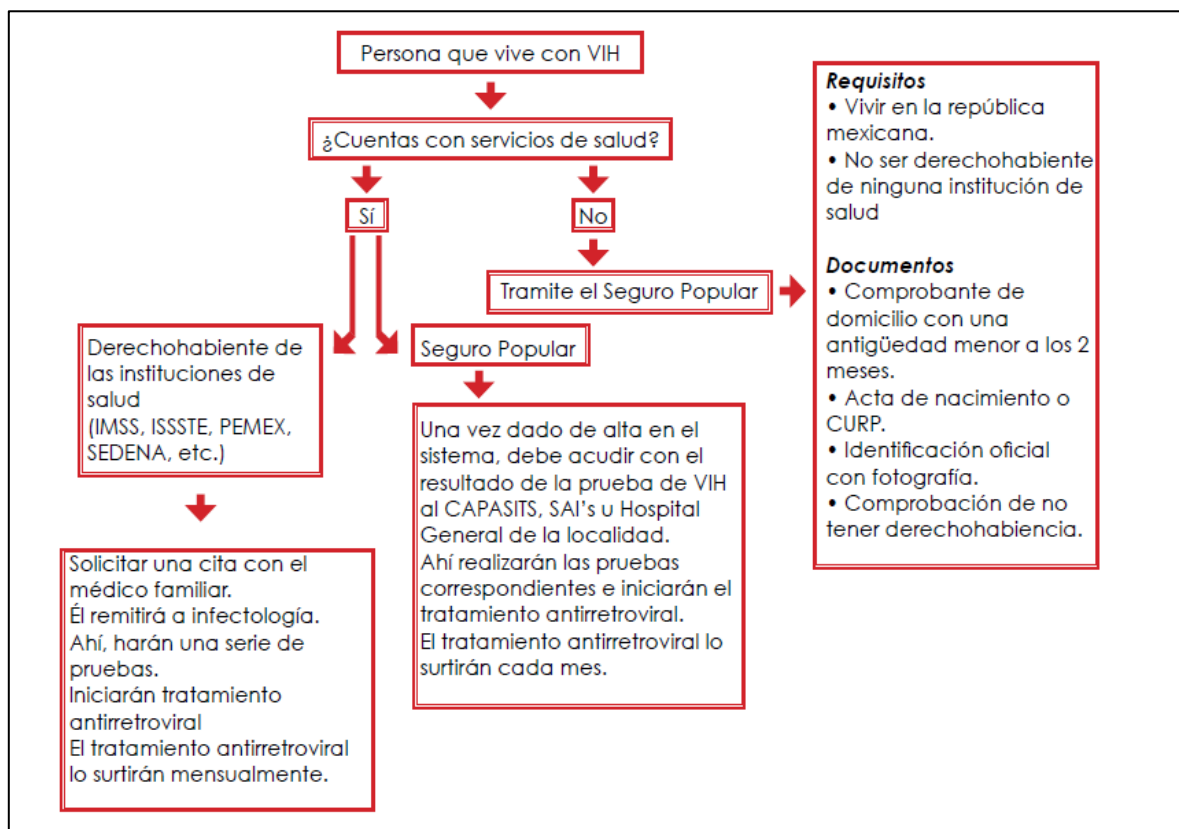 Persona que vive con VIH
¿Cuentas con servicios de salud?
Sí
No
Tramite el Seguro Popular
Requisitos
• Vivir en la república
mexicana.
• No ser derechohabiente
de ninguna institución de
salud
Documentos
• Comprobante de
domicilio con una
antigüedad menor a los 2
meses.
• Acta de nacimiento o
CURP.
• Identificación oficial
con fotografía.
• Comprobación de no
tener derechohabiencia.
Derechohabiente de
las instituciones de
salud
(IMSS, ISSSTE, PEMEX,
SEDENA, etc.)
Seguro Popular
Una vez dado de alta en el
sistema, debe acudir con el
resultado de la prueba de VIH
al CAPASITS, SAI's u Hospital
General de la localidad.
Ahí realizarán las pruebas
correspondientes e iniciarán el
tratamiento antirretroviral.
El tratamiento antirretroviral lo
surtirán cada mes.
Solicitar una cita con el
médico familiar.
Él remitirá a infectología.
Ahí, harán una serie de
pruebas.
Iniciarán tratamiento
antirretroviral
El tratamiento antirretroviral
lo surtirán mensualmente.